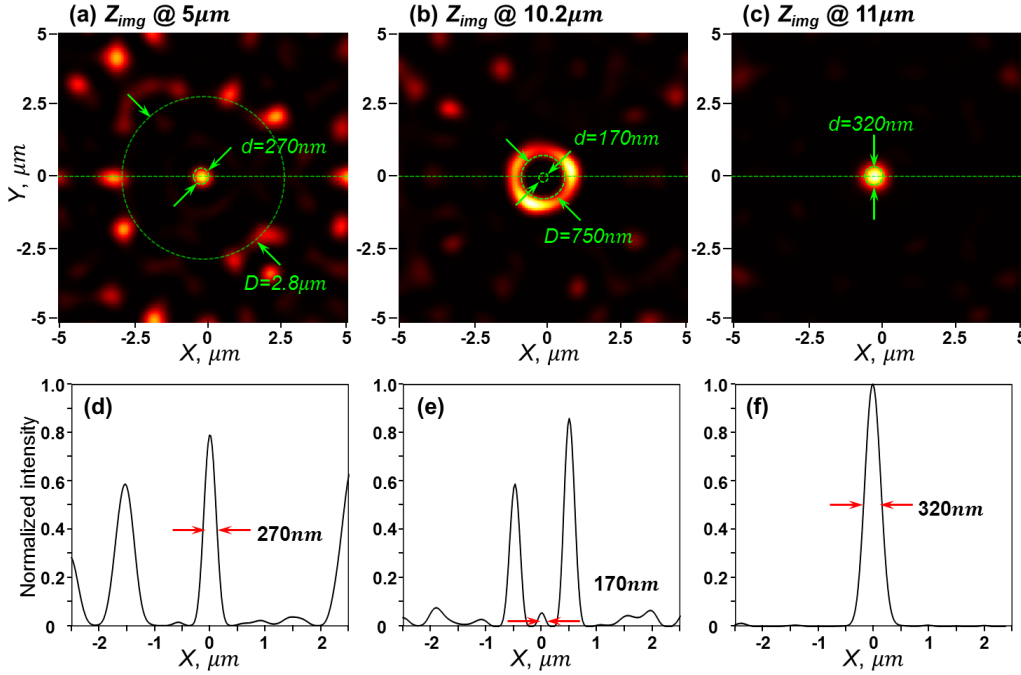 (a) Z_img @ 5μm
(b) Z_img @ 10.2μm
(c) Z_img @ 11μm
5
2.5
0
-2.5
-5
Y, μm
d=270nm
D=2.8μm
-5
-2.5
0
2.5
5
X, μm
5
2.5
0
-2.5
-5
d=170nm
D=750nm
-5
-2.5
0
2.5
5
X, μm
5
2.5
0
-2.5
-5
d=320nm
-5
-2.5
0
2.5
5
X, μm
(d)
1.0
0.8
0.6
0.4
0.2
0
Normalized intensity
270nm
-2
-1
0
1
2
X, μm
(e)
1.0
0.8
0.6
0.4
0.2
0
170nm
-2
-1
0
1
2
X, μm
(f)
1.0
0.8
0.6
0.4
0.2
0
320nm
-2
-1
0
1
2
X, μm